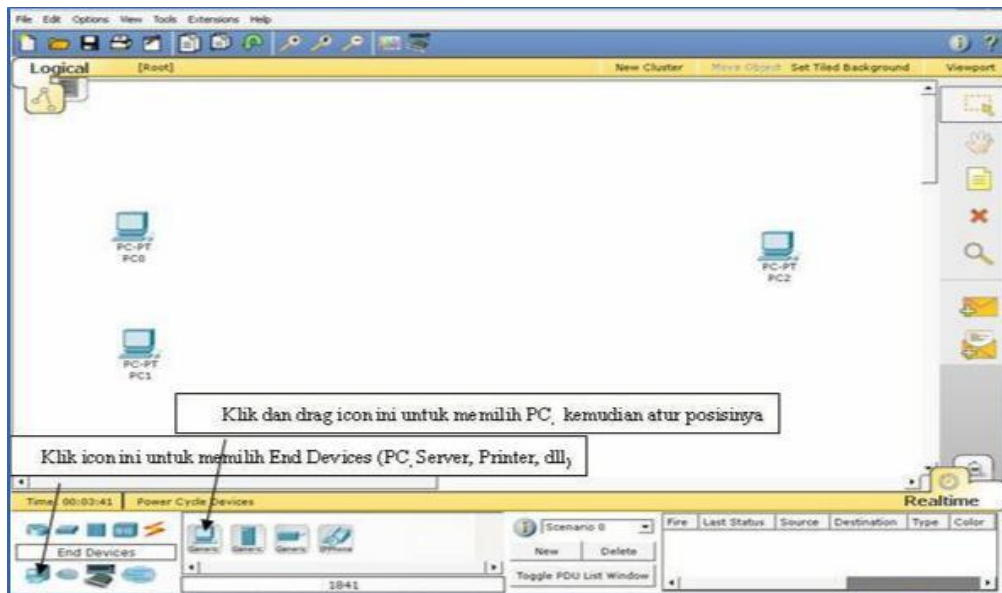 File Edit Options View Tools Extensions Help
Logical [Root] New Cluster Move Object Set Tiled Background Viewport
PC-PT
PC0
PC-PT
PC2
PC-PT
PC1
Klik dan drag icon ini untuk memilih PC, kemudian atur posisinya
Klik icon ini untuk memilih End Devices (PC, Server, Printer, dll)
Time: 00:03:41 Power Cycle Devices Realtime
End Devices
Generic Generic Generic IPPhone
1841
Scenario 0
New Delete
Toggle PDU List Window
Fire Last Status Source Destination Type Color